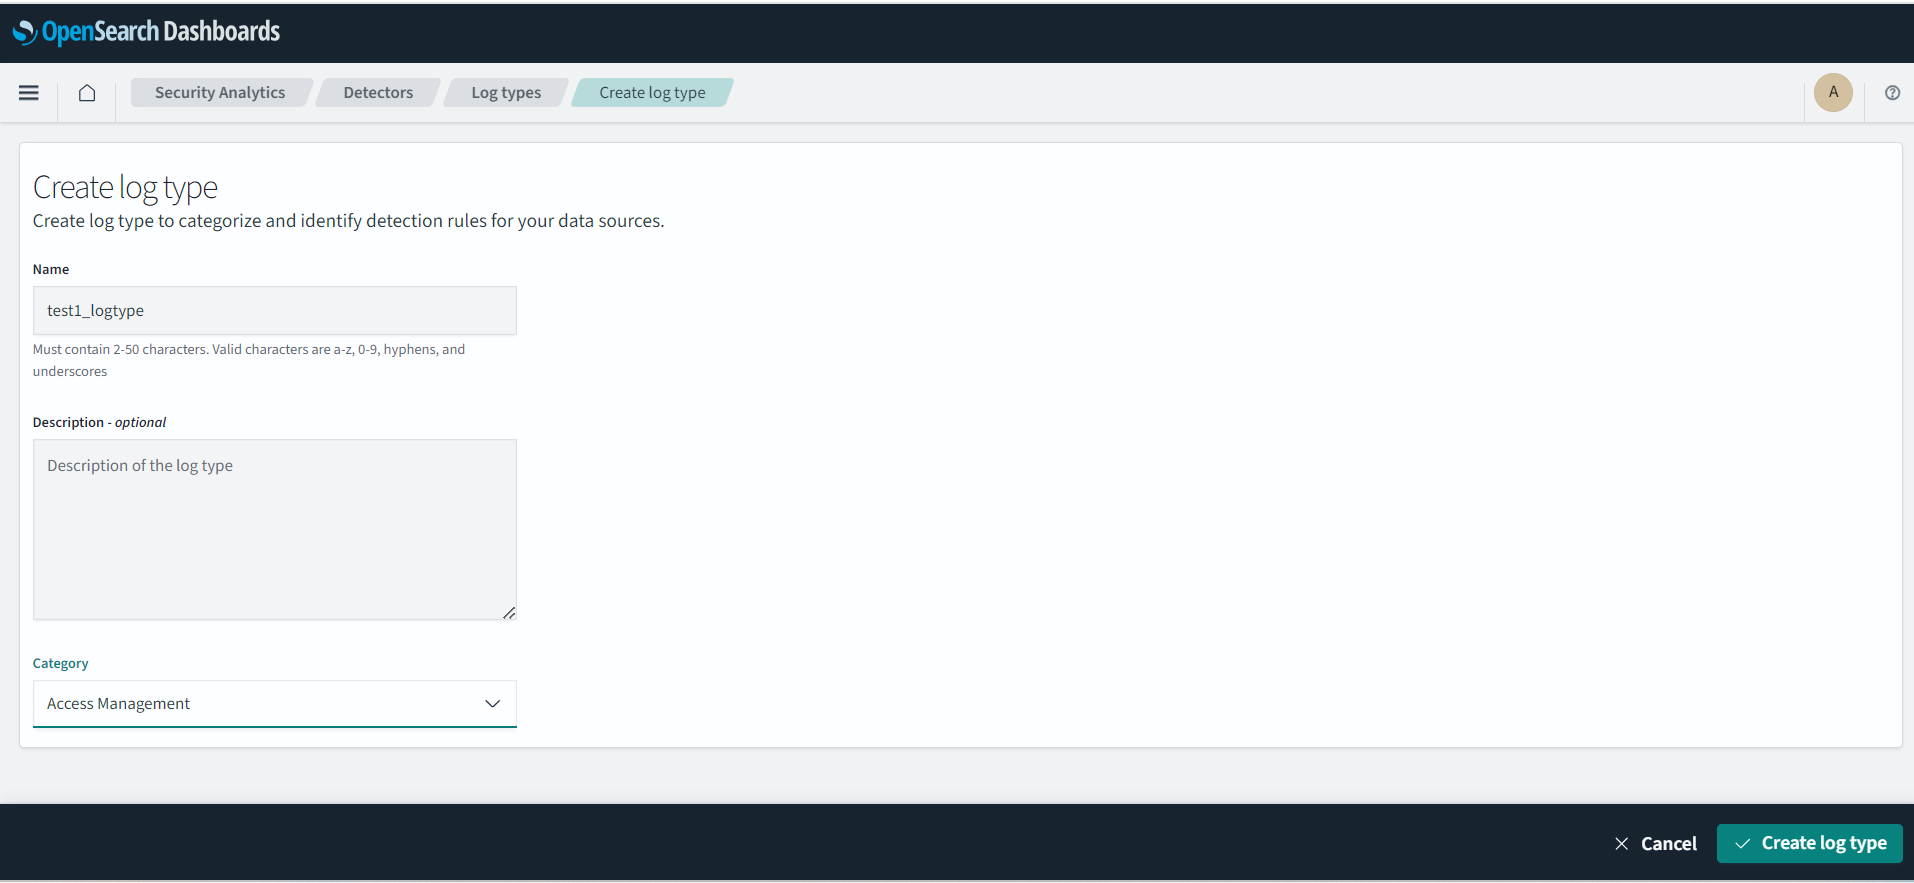 OpenSearch Dashboards
Security Analytics
Detectors
Log types
Create log type
A
Create log type
Create log type to categorize and identify detection rules for your data sources.
Name
test1_logtype
Must contain 2-50 characters. Valid characters are a-z, 0-9, hyphens, and
underscores
Description - optional
Description of the log type
Category
Access Management
Cancel
Create log type